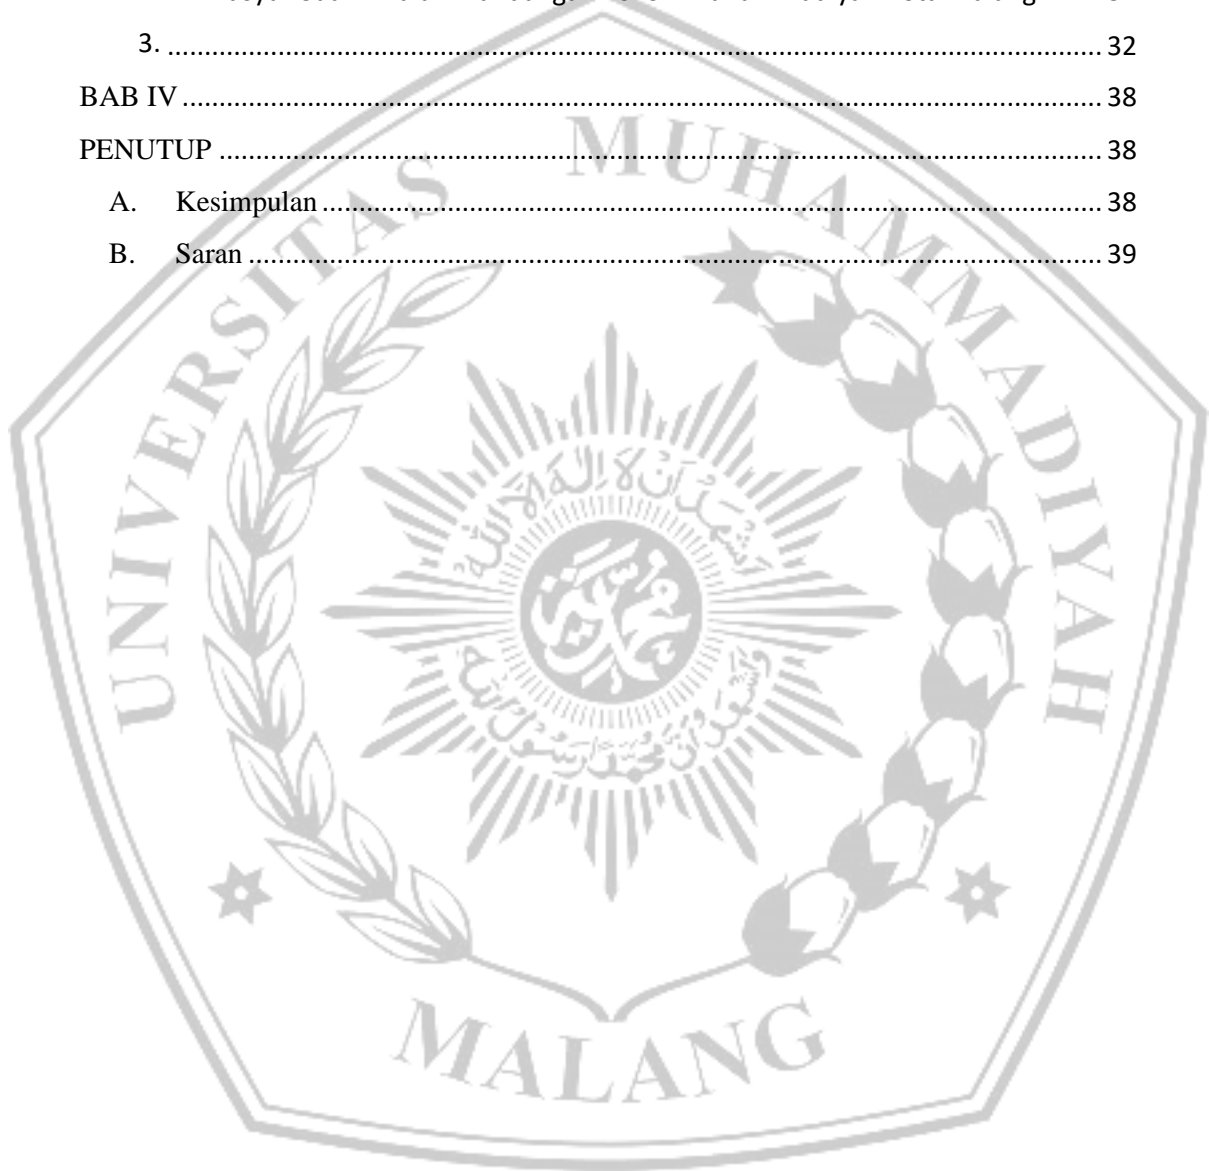 3. ........ 32
BAB IV ........ 38
PENUTUP ........ 38
A. Kesimpulan ........ 38
B. Saran ........ 39
UNIVERSITAS MUHAMMADIYAH
MALANG